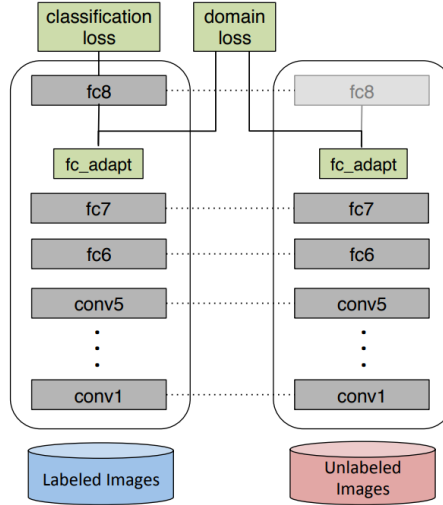 classification
loss
domain
loss
fc8
fc8
fc_adapt
fc_adapt
fc7
fc7
fc6
fc6
conv5
conv5
conv1
conv1
Labeled Images
Unlabeled
Images